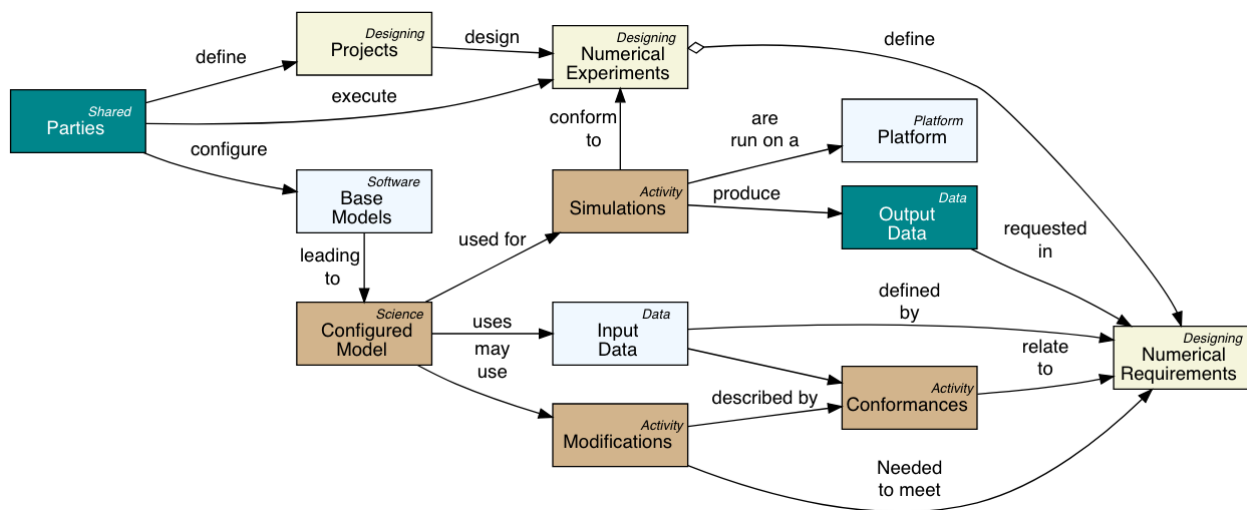 Designing
Projects
design
Designing
Numerical
Experiments
define
define
Shared
Parties
execute
configure
conform
to
are
run on a
Platform
Platform
Software
Base
Models
Activity
Simulations
produce
Data
Output
Data
requested
in
leading
to
used for
Science
Configured
Model
uses
may
use
Data
Input
Data
defined
by
Designing
Numerical
Requirements
relate
to
Activity
Conformances
described by
Activity
Modifications
Needed
to meet